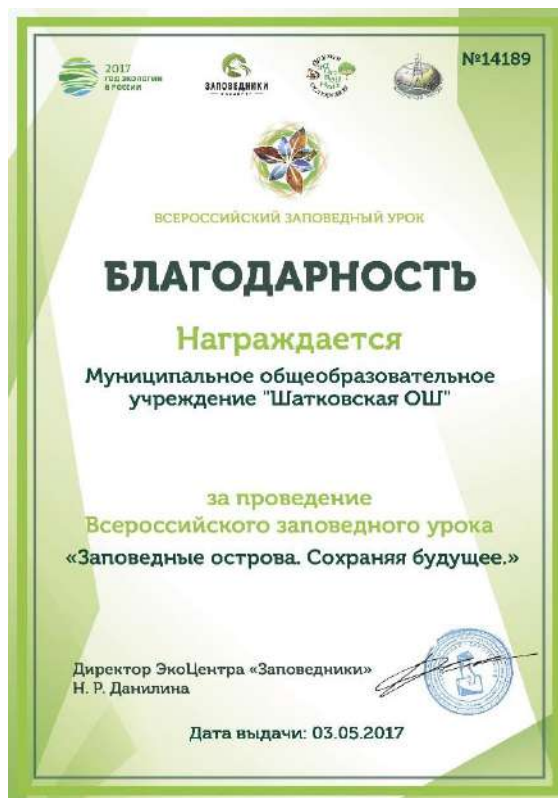 2017
ГОД ЭКОЛОГИИ
В РОССИИ
ЗАПОВЕДНИКИ
№14189
ВСЕРОССИЙСКИЙ ЗАПОВЕДНЫЙ УРОК
БЛАГОДАРНОСТЬ
Награждается
Муниципальное общеобразовательное
учреждение "Шатковская ОШ"
за проведение
Всероссийского заповедного урока
«Заповедные острова. Сохраняя будущее.»
Директор ЭкоЦентра «Заповедники»
Н. Р. Данилина
Дата выдачи: 03.05.2017